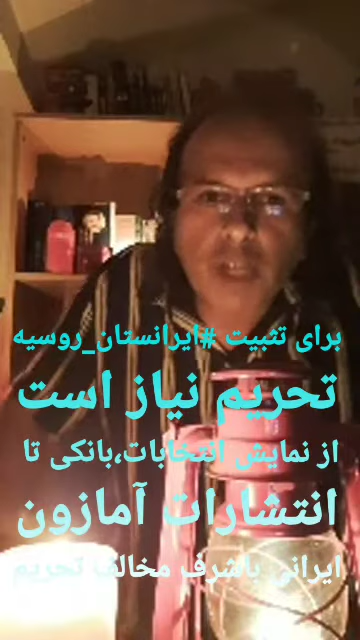 برای تثبیت #ایرانستان_روسیه
تحریم نیاز است
از نمایش انتخابات،بانکی تا
انتشارات آمازون
ایرانی باشرف مخالف تحریم